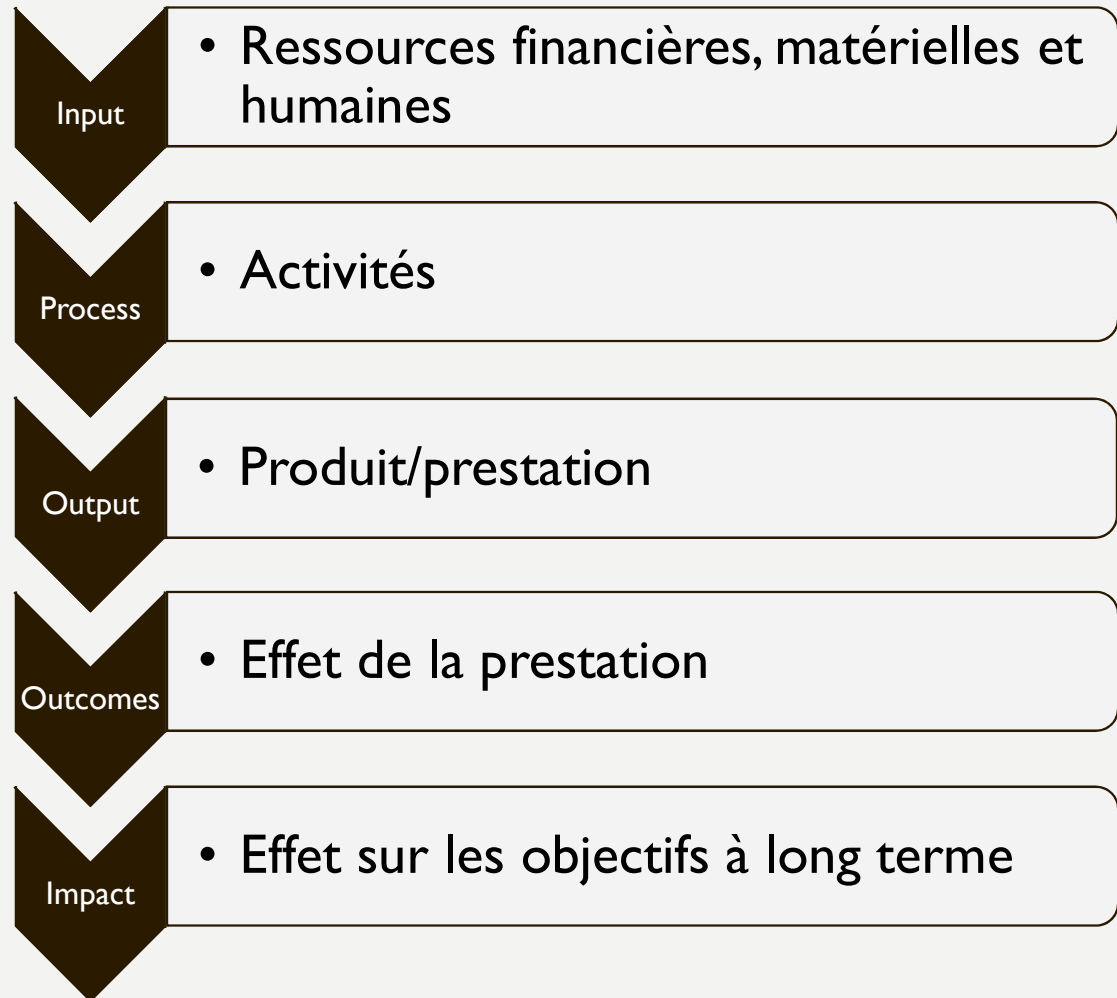 Input
• Ressources financières, matérielles et
humaines
Process
• Activités
Output
• Produit/prestation
Outcomes
• Effet de la prestation
Impact
• Effet sur les objectifs à long terme